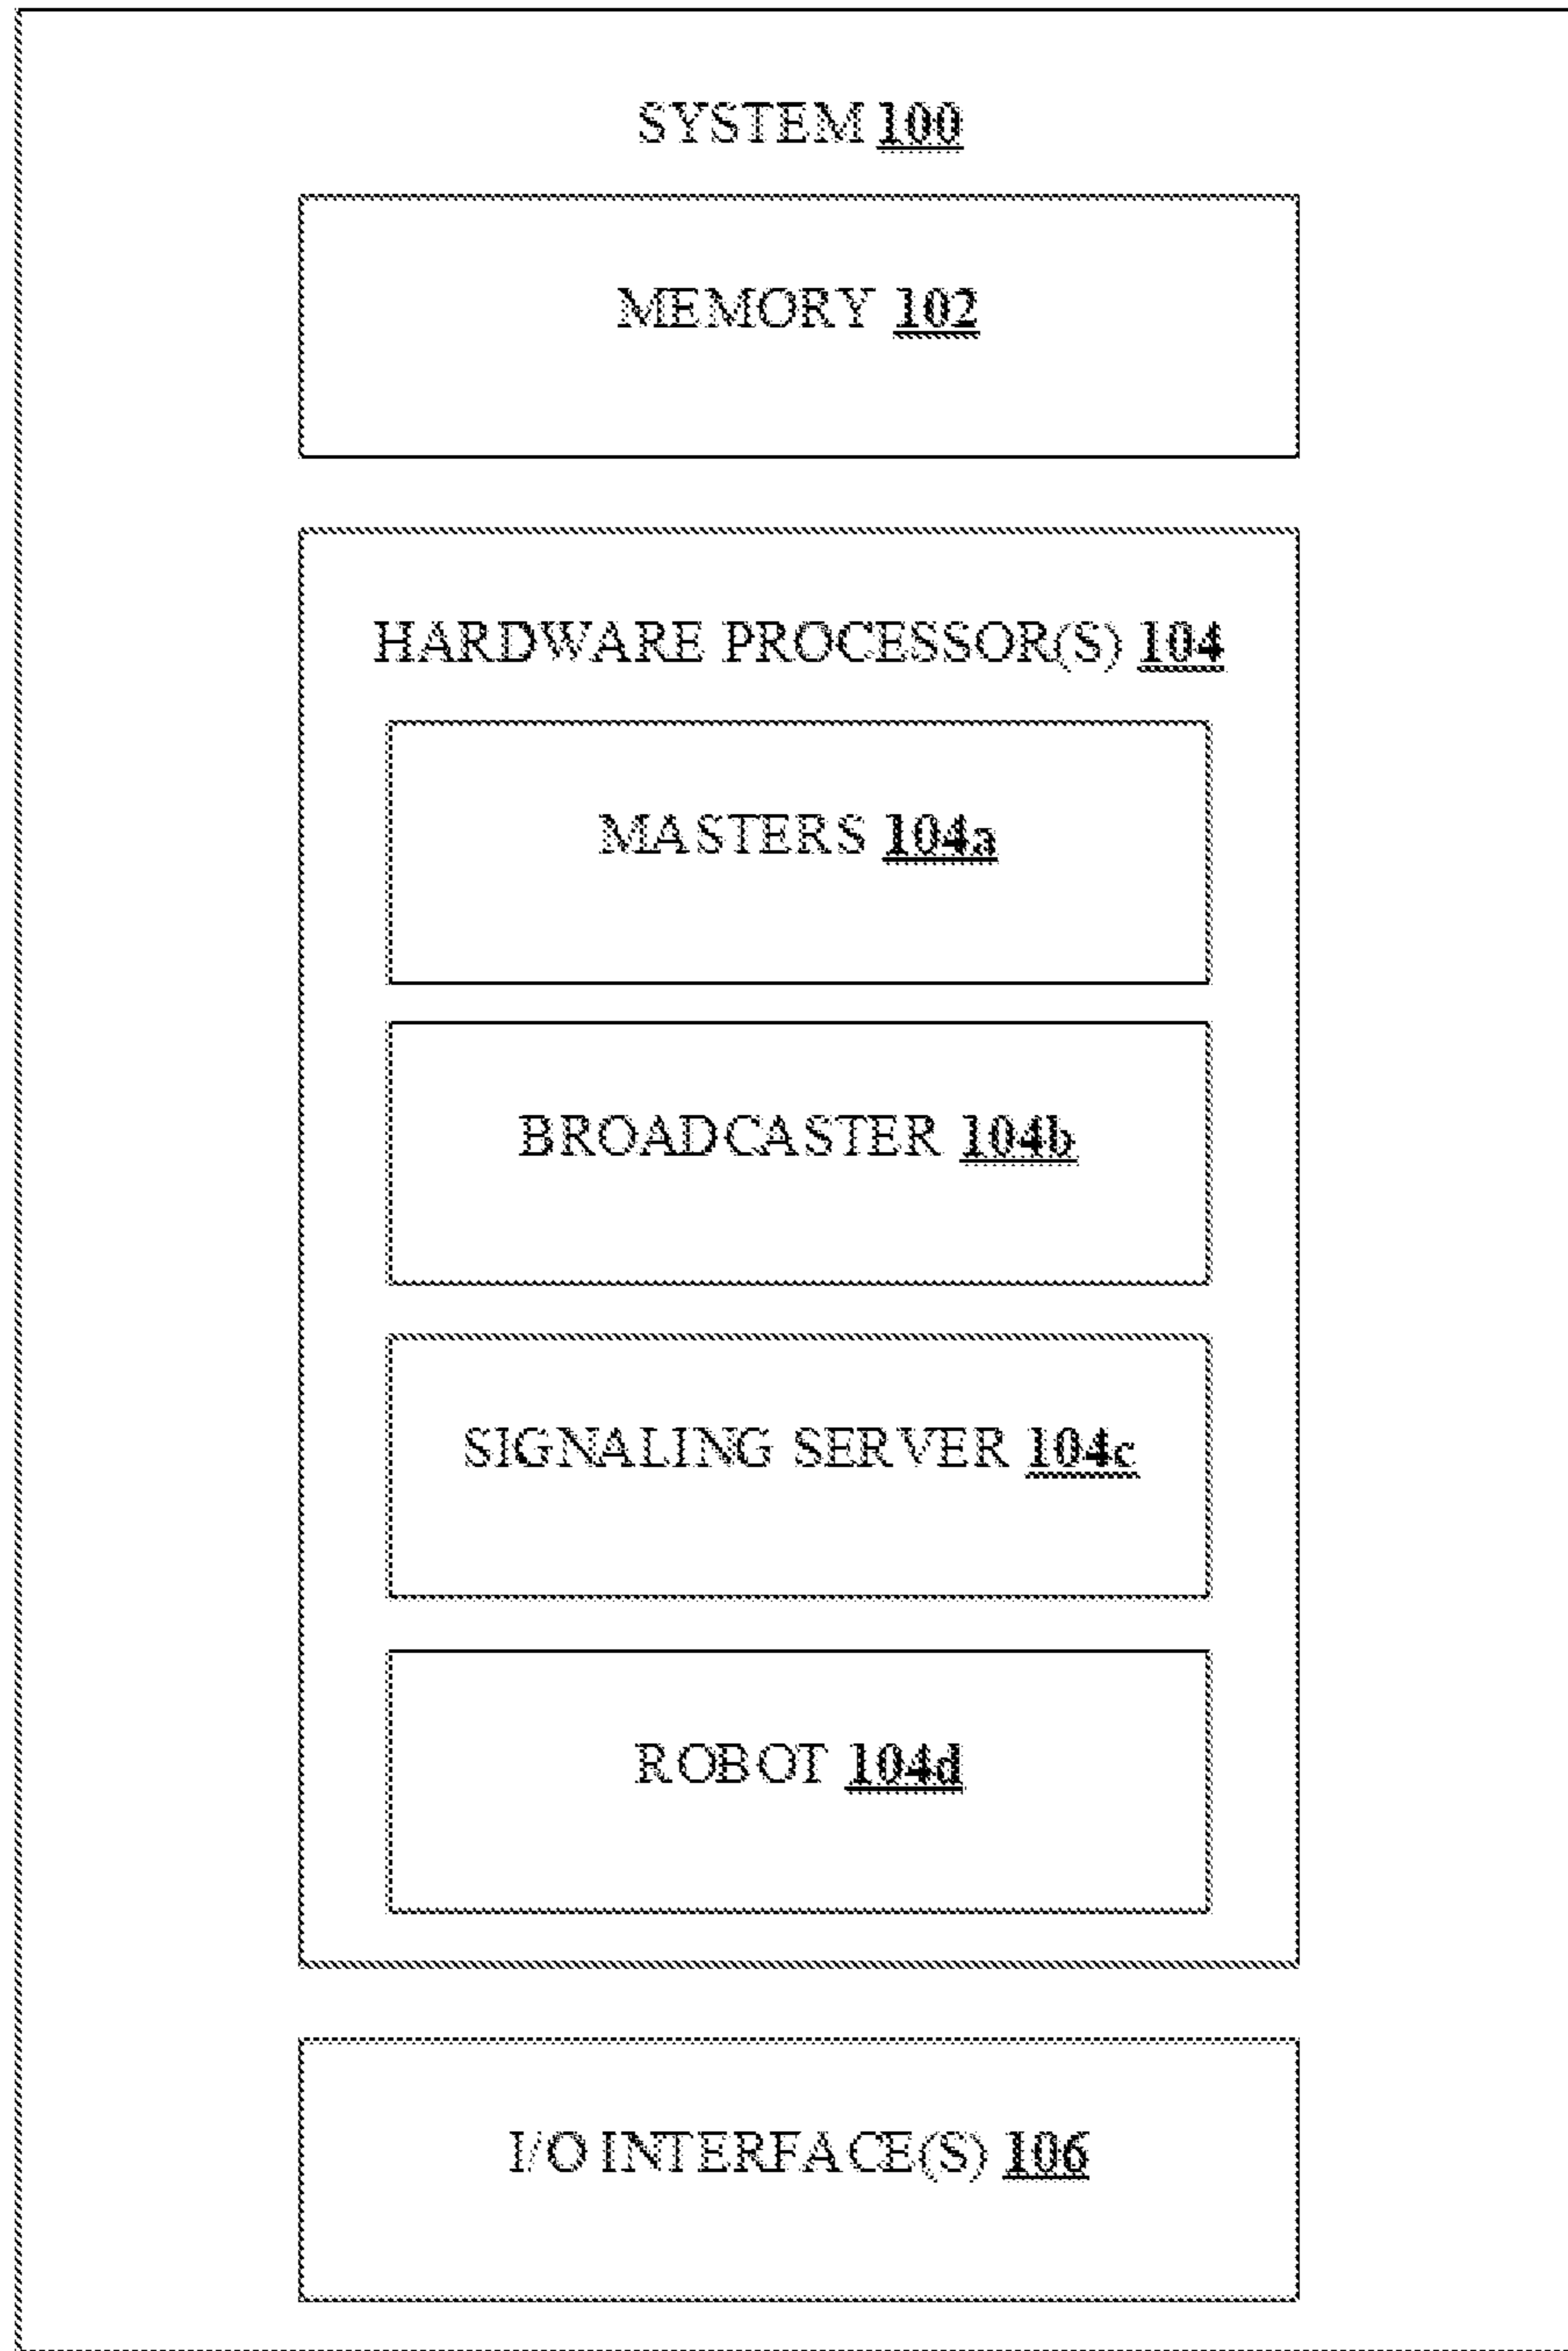 SYSTEM 100
MEMORY 102
HARDWARE PROCESSOR(S) 104
MASTERS 104a
BROADCASTER 104b
SIGNALING SERVER 104c
ROBOT 104d
I/O INTERFACE(S) 106